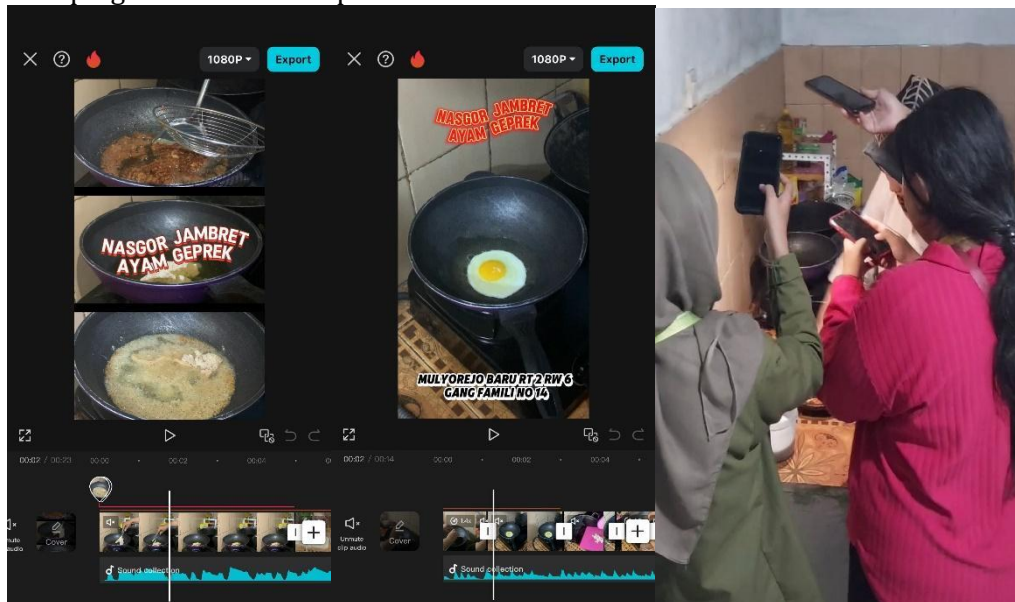 1080P
Export
NASGOR JAMBRET
AYAM GEPREK
00:02 / 00:23
00:00
00:02
00:04
Cover
Sound collection
1080P
Export
NASGOR JAMBRET
AYAM GEPREK
MULYOREJO BARU RT 2 RW 6
GANG FAMILI NO 14
00:02 / 00:14
00:00
00:02
00:04
Unmute
clip audio
Cover
Sound collection